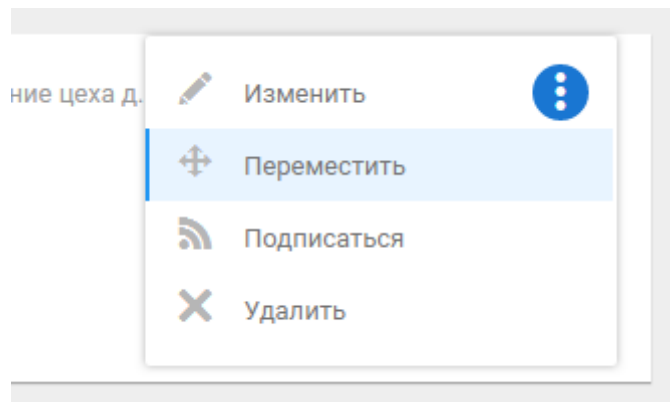 ние цеха д.
Изменить
Переместить
Подписаться
Удалить